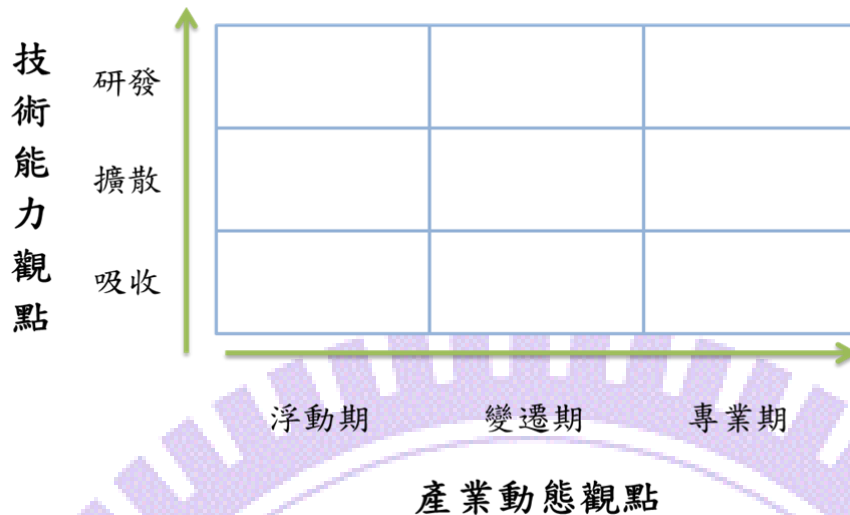 技術能力觀點
研發
擴散
吸收
浮動期 變遷期 專業期
產業動態觀點